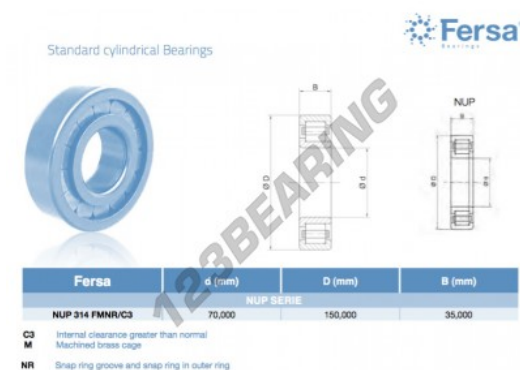 Fersa
Bearings
Standard cylindrical Bearings
B
Ø D
Ø d
NUP
B
Ø D
Ø d
123BEARING
Fersa d (mm) D (mm) B (mm)
NUP SERIE
NUP 314 FMNR/C3 70,000 150,000 35,000
C3 Internal clearance greater than normal
M Machined brass cage
NR Snap ring groove and snap ring in outer ring